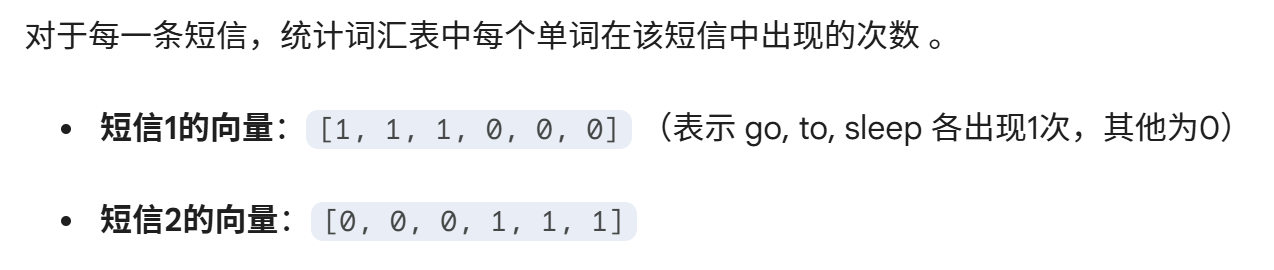 对于每一条短信，统计词汇表中每个单词在该短信中出现的次数 。
• 短信1的向量： [1, 1, 1, 0, 0, 0] （表示 go, to, sleep 各出现1次，其他为0）
• 短信2的向量： [0, 0, 0, 1, 1, 1]